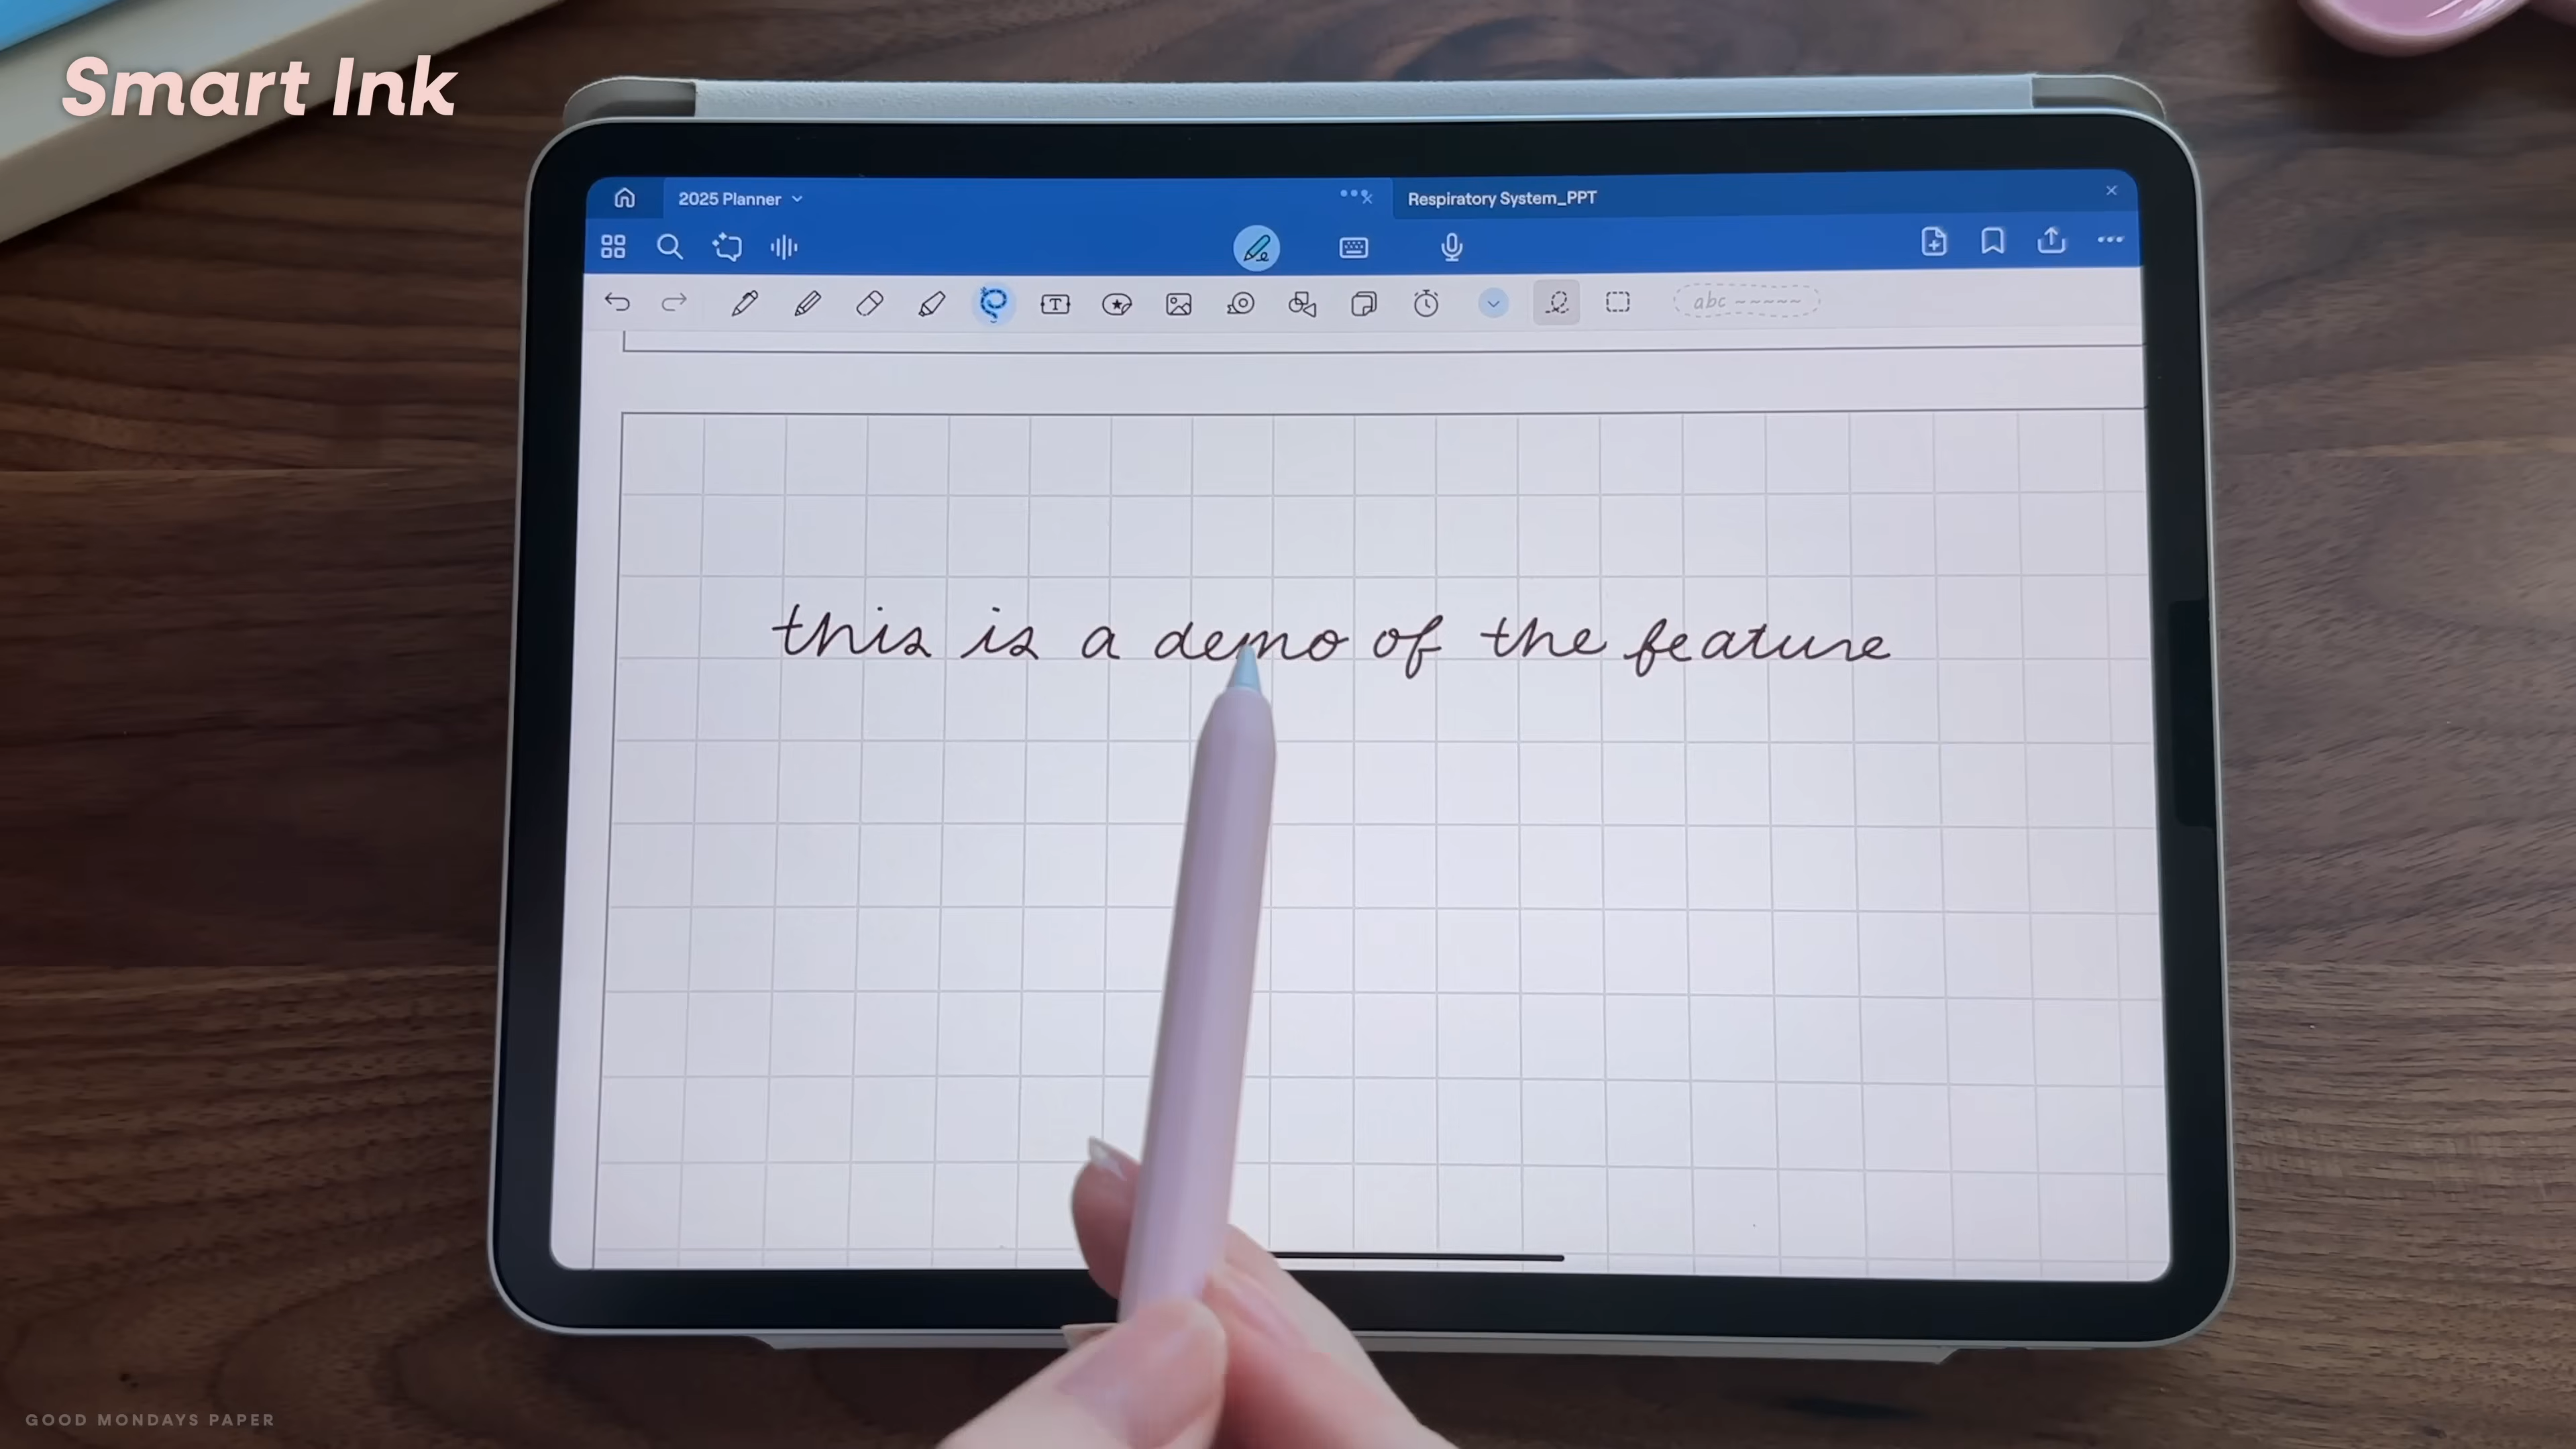 Smart Ink
2025 Planner
Respiratory System_PPT
T
abc
this is a demo of the feature
GOOD MONDAYS PAPER